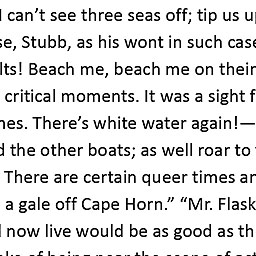 I can't see three seas off; tip us u
se, Stubb, as his wont in such case
lts! Beach me, beach me on their
critical moments. It was a sight f
nes. There's white water again!—
d the other boats; as well roar to
There are certain queer times an
a gale off Cape Horn." "Mr. Flask
d now live would be as good as th